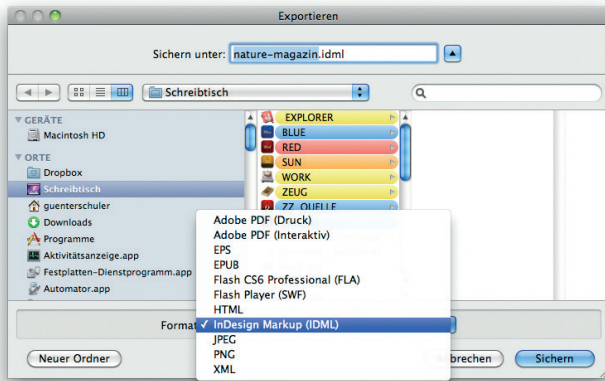 Exportieren
Sichern unter: nature-magazin.idml
Schreibtisch
GERÄTE
Macintosh HD
ORTE
Dropbox
Schreibtisch
guenterschuler
Downloads
Programme
Aktivitätsanzeige.app
Festplatten-Dienstprogramm.app
Automator.app
EXPLORER
BLUE
RED
SUN
WORK
ZEUG
ZZ_QUELLE
Adobe PDF (Druck)
Adobe PDF (Interaktiv)
EPS
EPUB
Flash CS6 Professional (FLA)
Flash Player (SWF)
HTML
Format ✓ InDesign Markup (IDML)
JPEG
PNG
XML
Neuer Ordner
brechen
Sichern